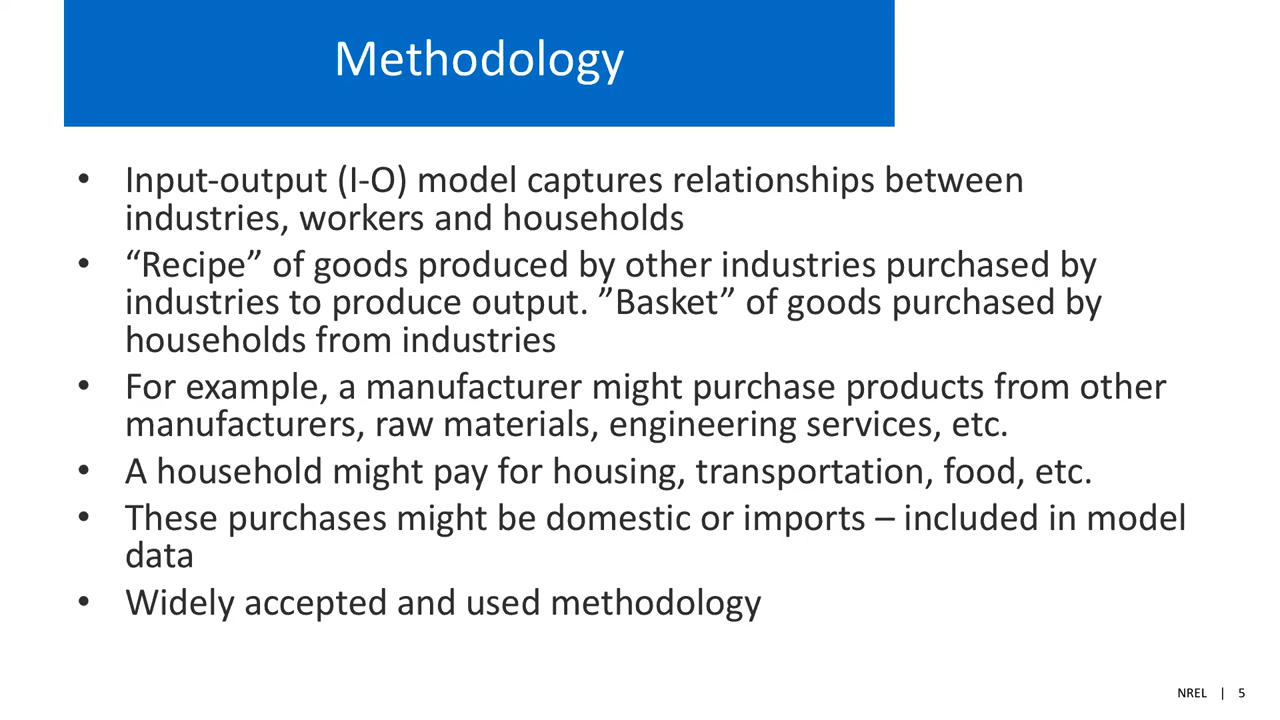 Methodology
• Input-output (I-O) model captures relationships between
industries, workers and households
• “Recipe” of goods produced by other industries purchased by
industries to produce output. ”Basket” of goods purchased by
households from industries
• For example, a manufacturer might purchase products from other
manufacturers, raw materials, engineering services, etc.
• A household might pay for housing, transportation, food, etc.
• These purchases might be domestic or imports – included in model
data
• Widely accepted and used methodology
NREL | 5